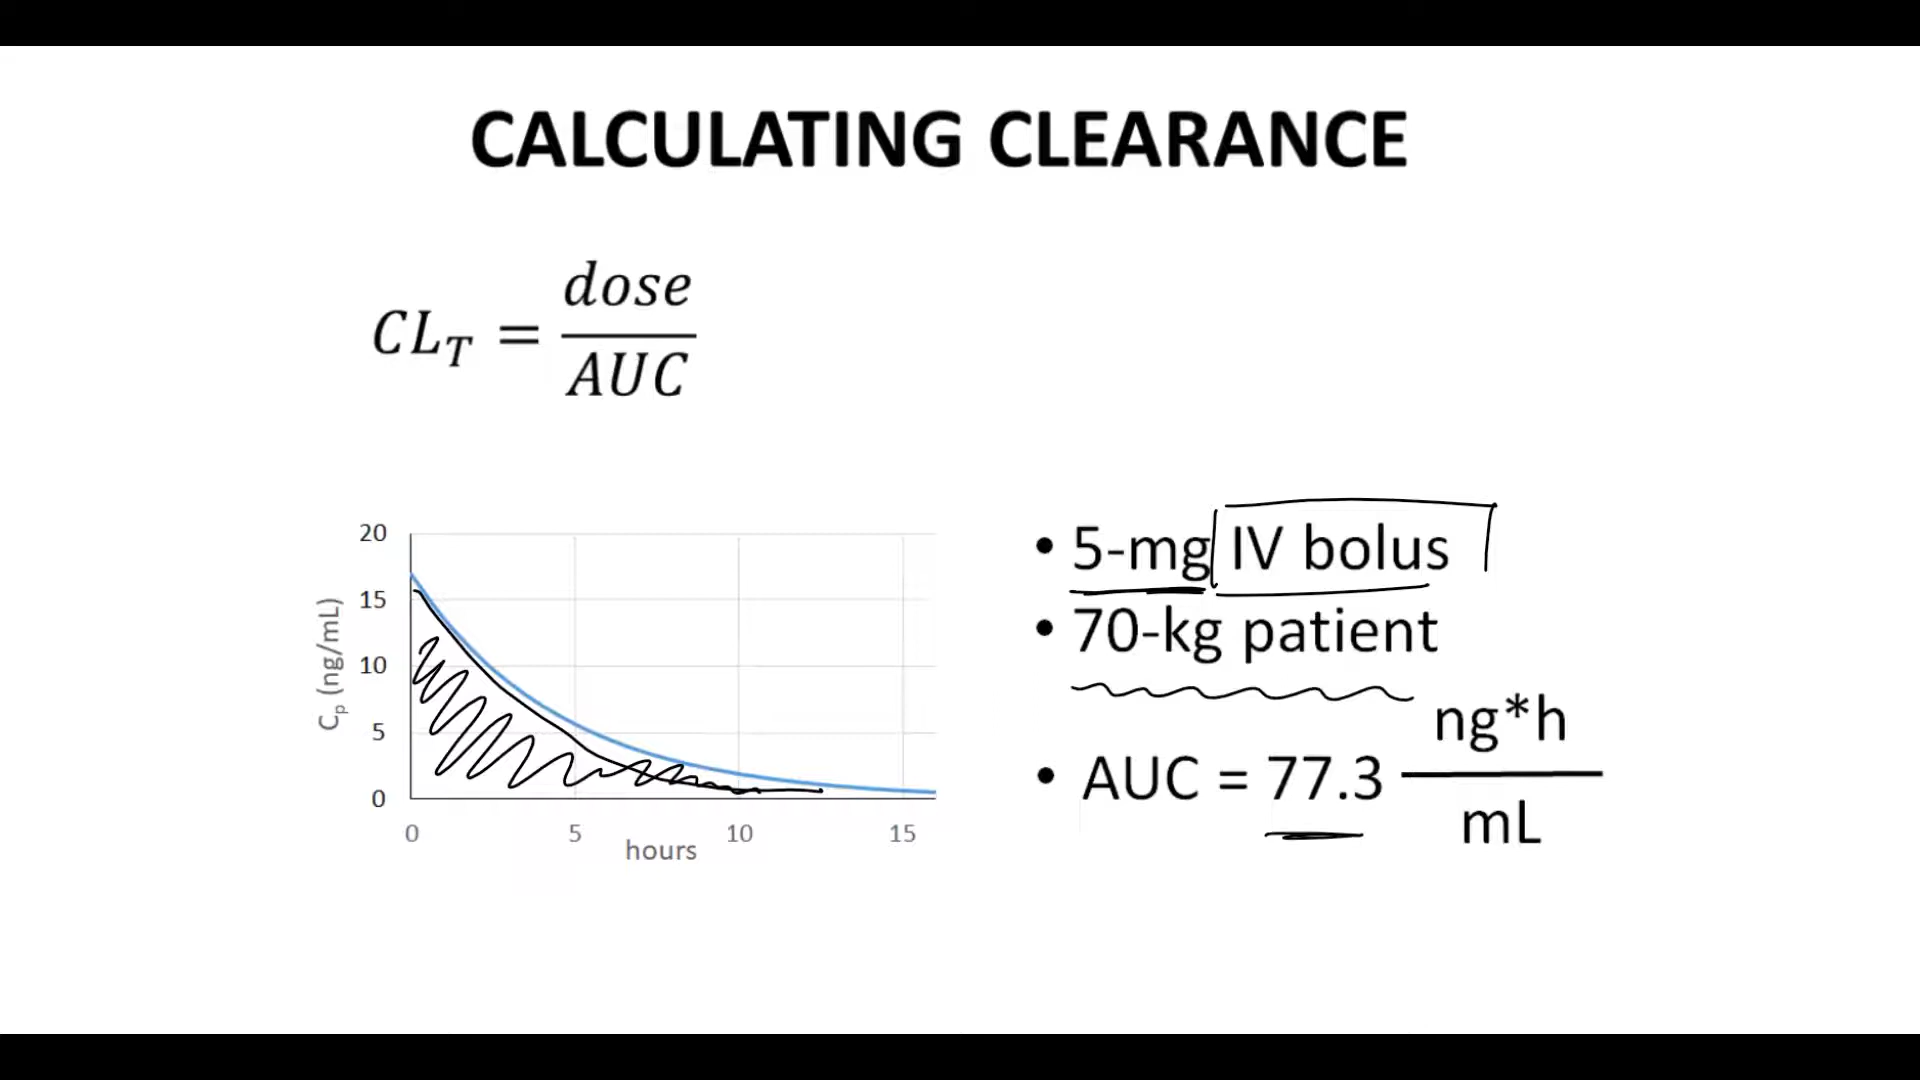 CALCULATING CLEARANCE
CL_T = dose / AUC
20
15
10
5
0
C_p (ng/mL)
0 5 10 15
hours
• 5-mg IV bolus
• 70-kg patient
• AUC = 77.3 ng*h / mL